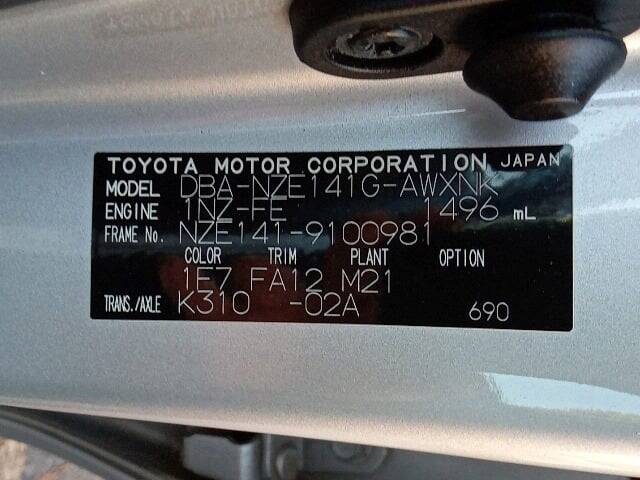 TOYOTA MOTOR CORPORATION JAPAN
MODEL DBA-NZE141G-AWXNK
ENGINE 1NZ-FE 1496 mL
FRAME No. NZE141-9100981
COLOR TRIM PLANT OPTION
1F7 FA12 M21
TRANS./AXLE K310 -02A 690